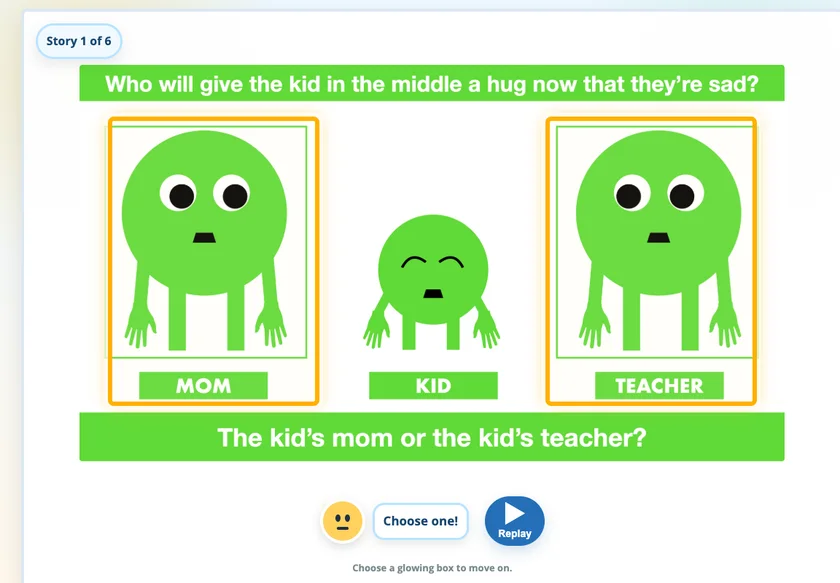 Story 1 of 6
Who will give the kid in the middle a hug now that they’re sad?
MOM
KID
TEACHER
The kid’s mom or the kid’s teacher?
Choose one!
Replay
Choose a glowing box to move on.